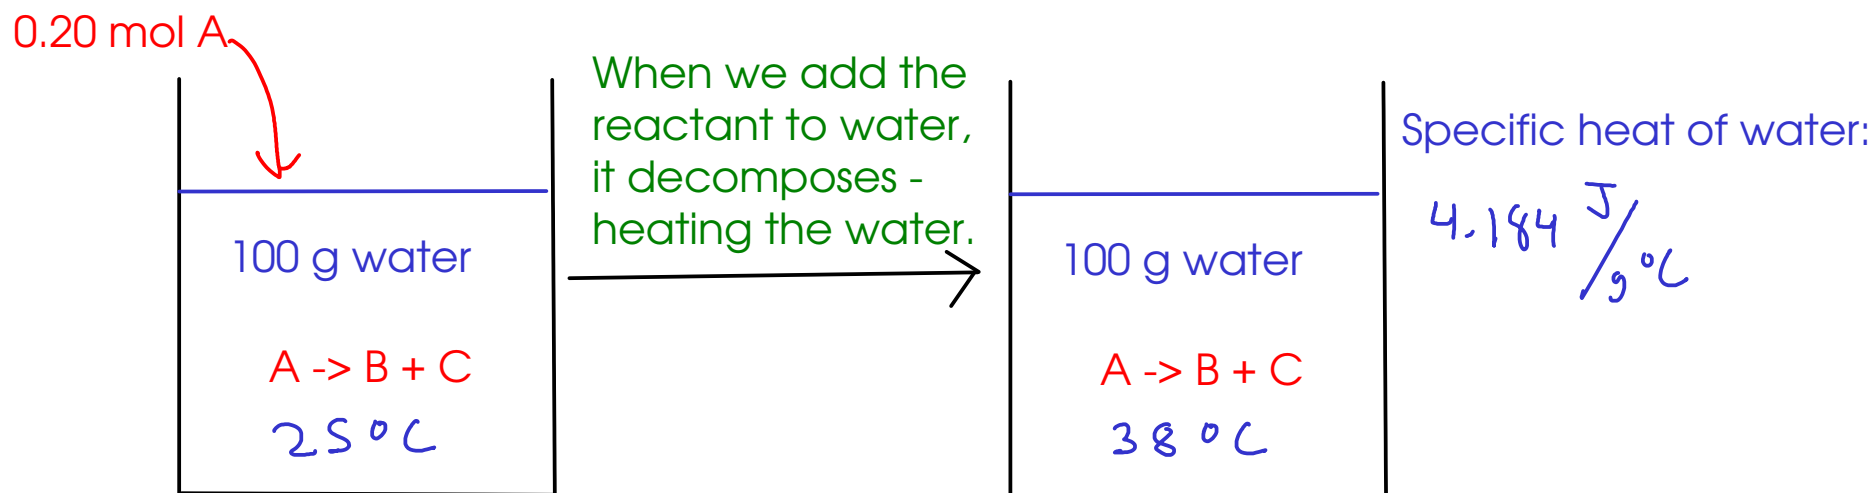 0.20 mol A
When we add the
reactant to water,
it decomposes -
heating the water.
Specific heat of water:
4.184 J/g °C
100 g water
A -> B + C
25 °C
100 g water
A -> B + C
38 °C